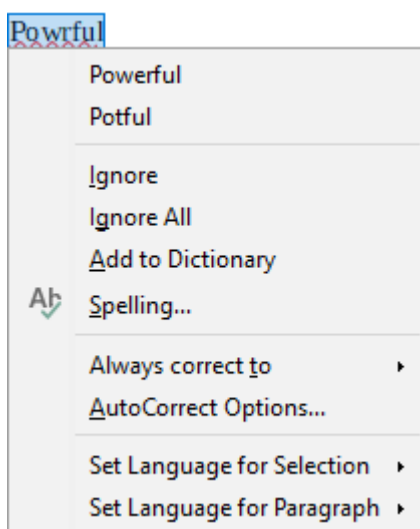 Powrful
Powerful
Potful
Ignore
Ignore All
Add to Dictionary
Spelling...
Always correct to
AutoCorrect Options...
Set Language for Selection
Set Language for Paragraph